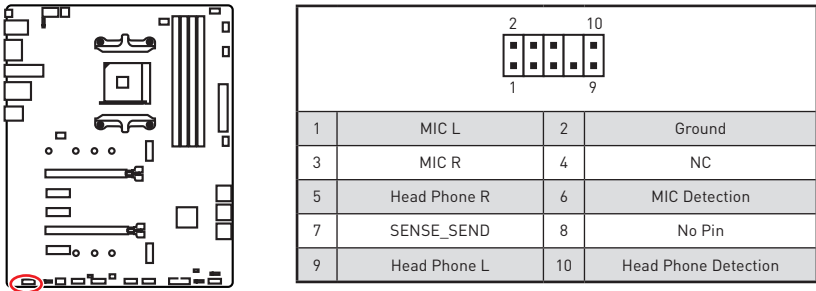 2 10
1 9
1 MIC L 2 Ground
3 MIC R 4 NC
5 Head Phone R 6 MIC Detection
7 SENSE_SEND 8 No Pin
9 Head Phone L 10 Head Phone Detection